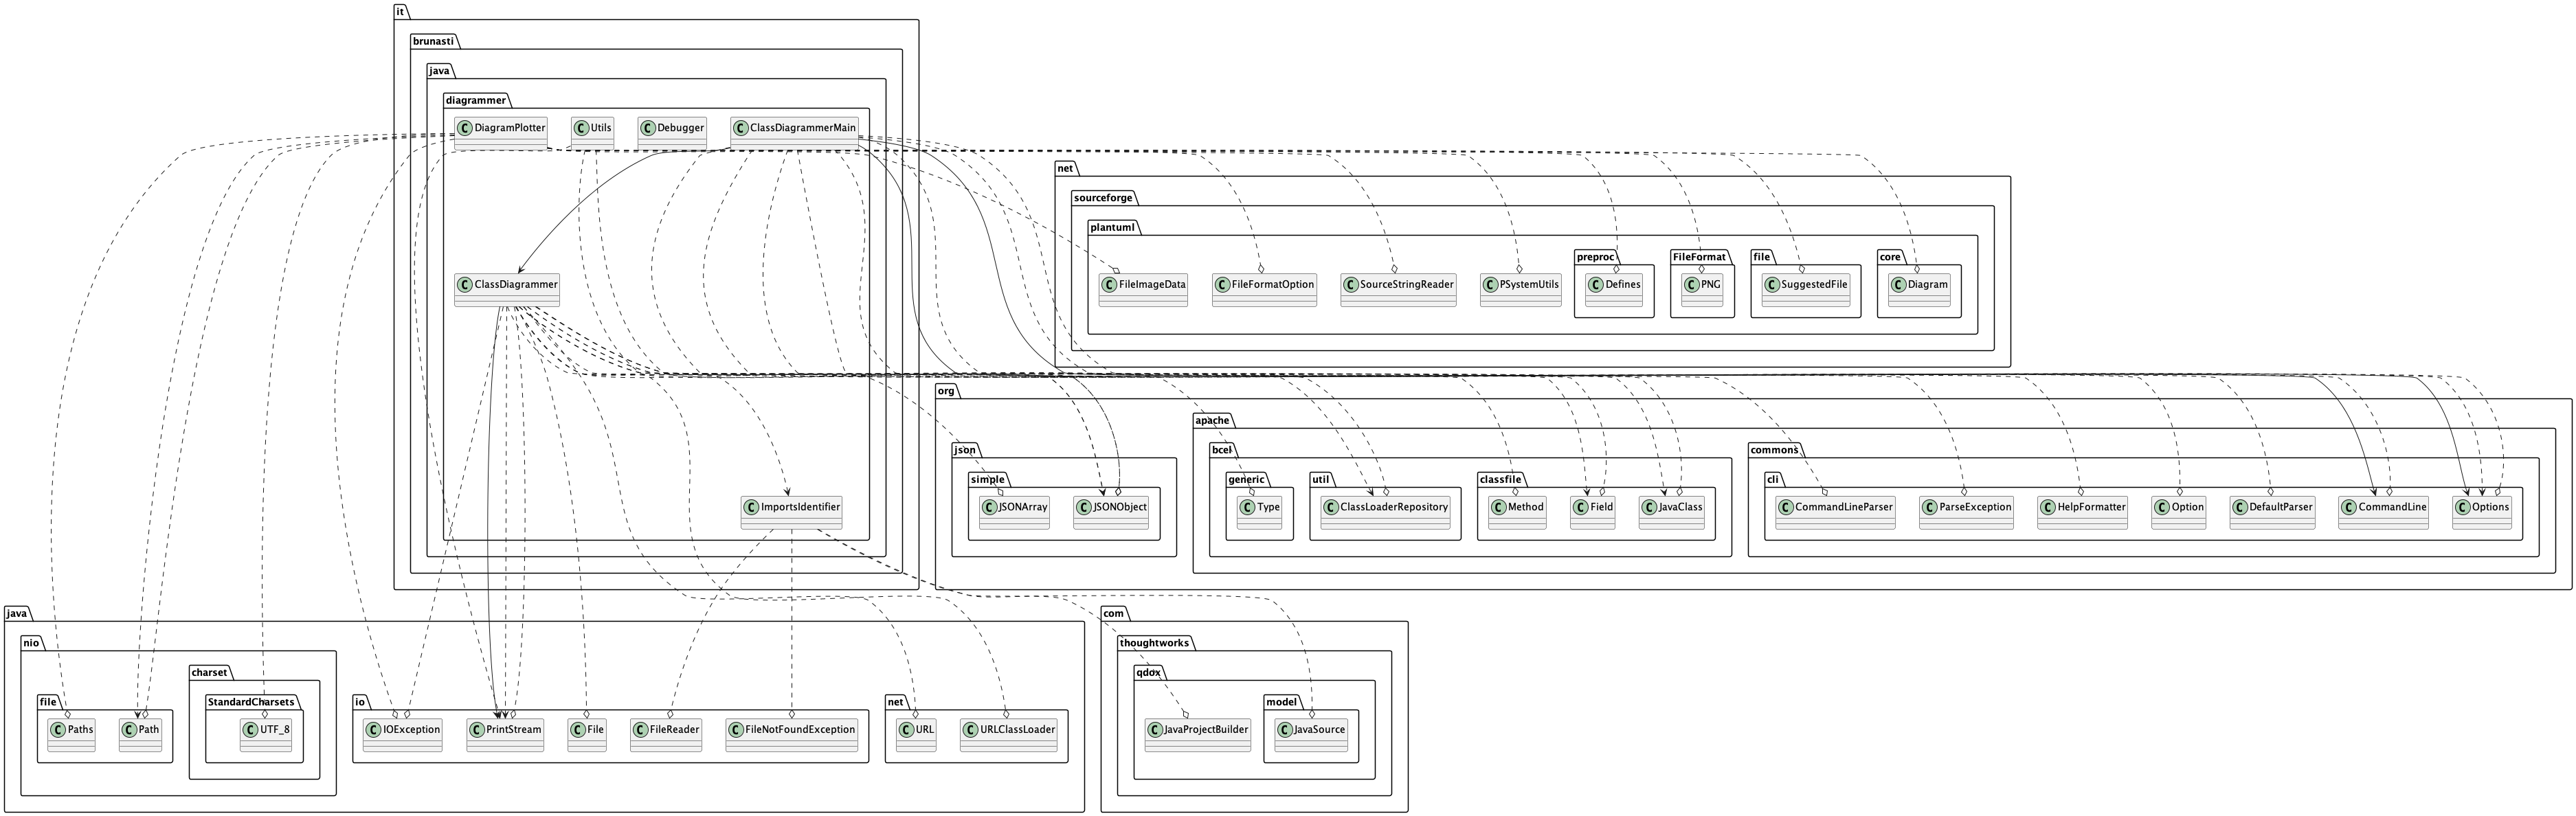 it
brunasti
java
diagrammer
C DiagramPlotter
C Utils
C Debugger
C ClassDiagrammerMain
C ClassDiagrammer
C ImportsIdentifier
net
sourceforge
plantuml
C FileImageData
C FileFormatOption
C SourceStringReader
C PSystemUtils
preproc
C Defines
FileFormat
C PNG
file
C SuggestedFile
core
C Diagram
org
json
simple
C JSONArray
C JSONObject
apache
bcel
generic
C Type
util
C ClassLoaderRepository
classfile
C Method
C Field
C JavaClass
commons
cli
C CommandLineParser
C ParseException
C HelpFormatter
C Option
C DefaultParser
C CommandLine
C Options
java
nio
file
C Paths
C Path
charset
StandardCharsets
C UTF_8
io
C IOException
C PrintStream
C File
C FileReader
C FileNotFoundException
net
C URL
C URLClassLoader
com
thoughtworks
qdox
C JavaProjectBuilder
model
C JavaSource